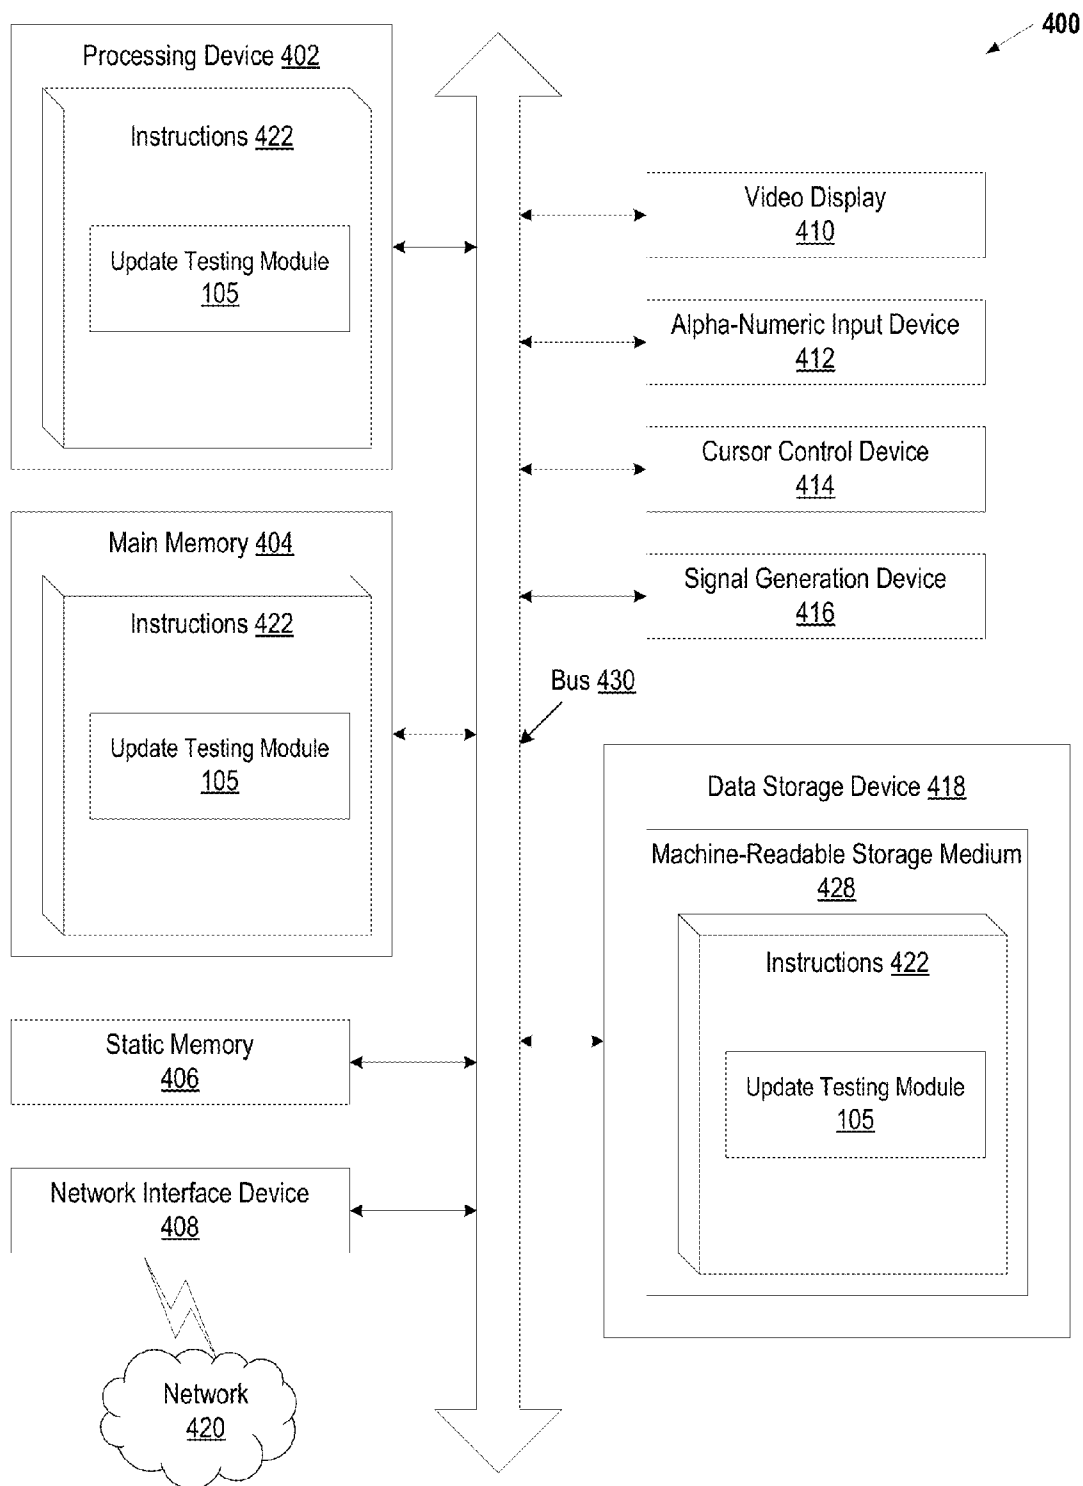 400
Processing Device 402
Instructions 422
Update Testing Module
105
Main Memory 404
Instructions 422
Update Testing Module
105
Static Memory
406
Network Interface Device
408
Network
420
Video Display
410
Alpha-Numeric Input Device
412
Cursor Control Device
414
Signal Generation Device
416
Bus 430
Data Storage Device 418
Machine-Readable Storage Medium
428
Instructions 422
Update Testing Module
105